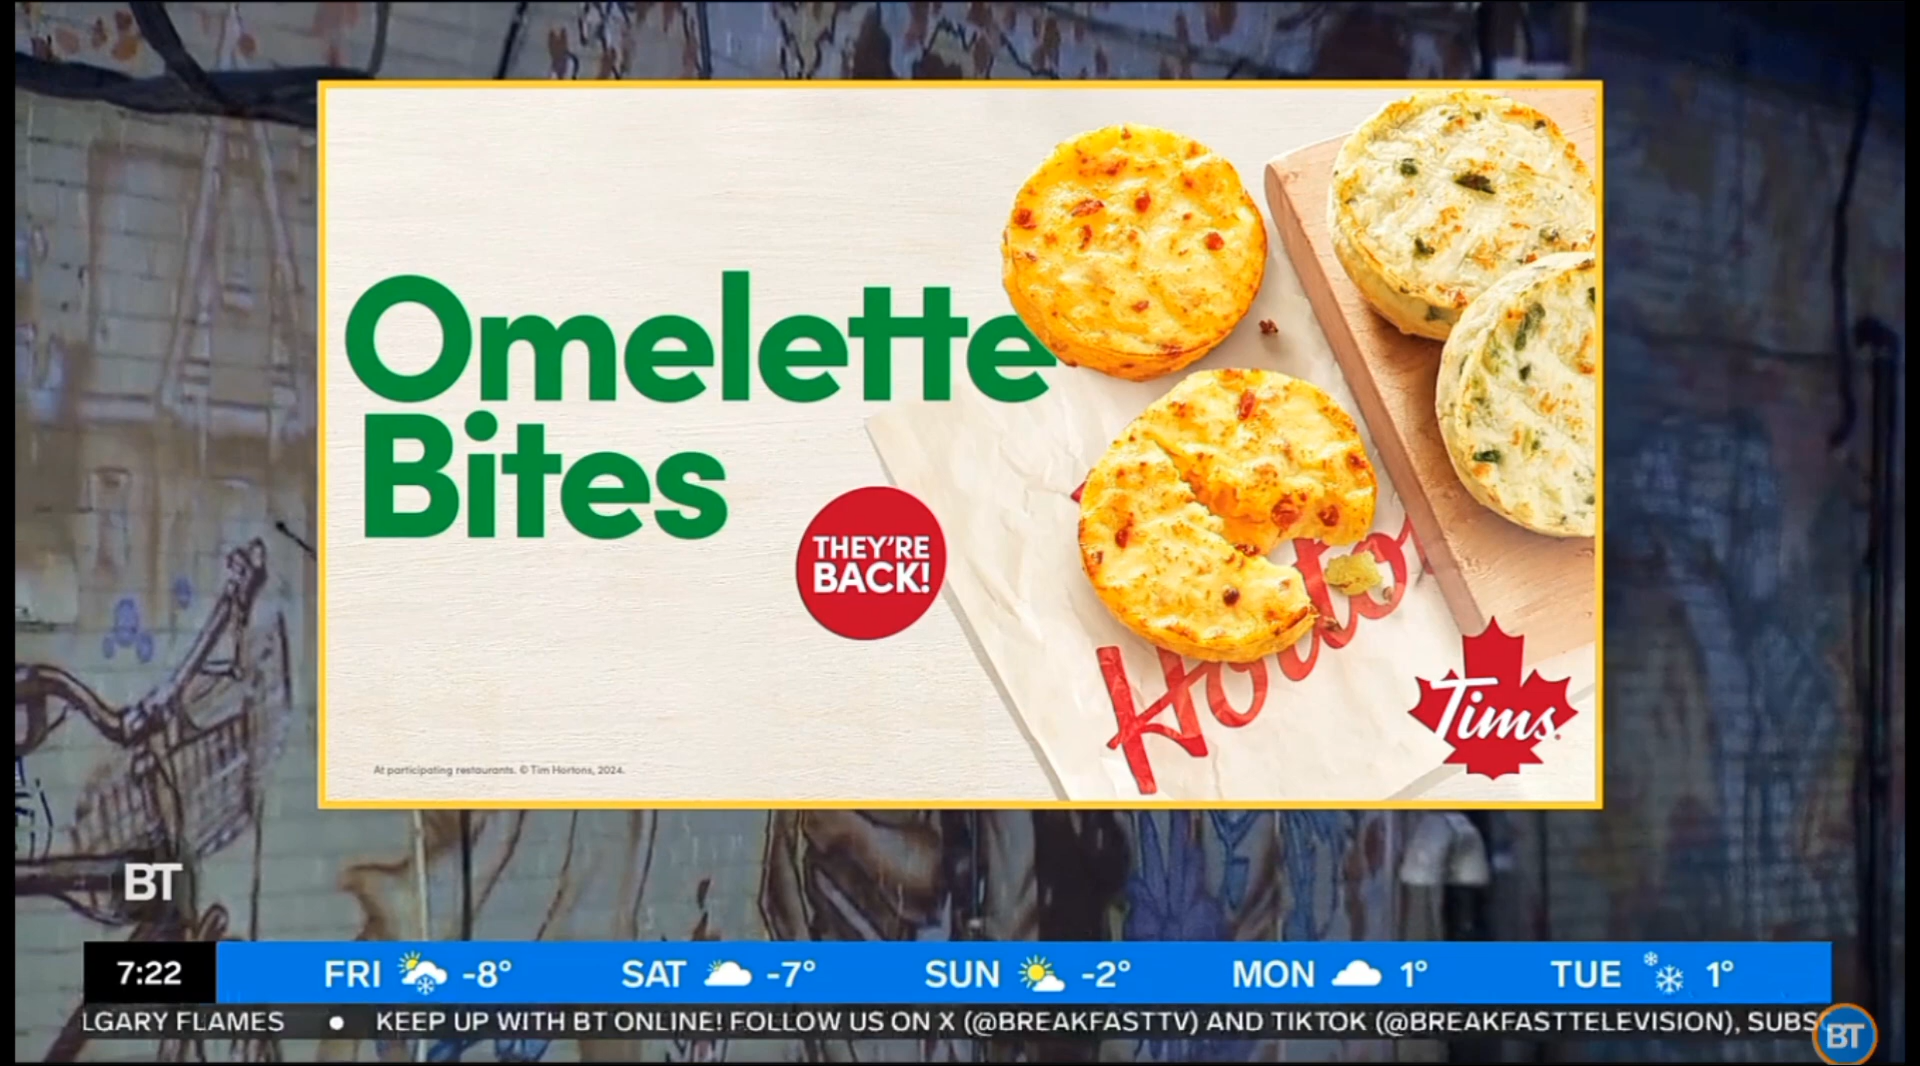 Omelette
Bites
THEY'RE
BACK!
Horto
Tims
At participating restaurants. © Tim Hortons, 2024.
BT
7:22 FRI -8° SAT -7° SUN -2° MON 1° TUE 1°
LGARY FLAMES • KEEP UP WITH BT ONLINE! FOLLOW US ON X (@BREAKFASTTV) AND TIKTOK (@BREAKFASTTELEVISION), SUBS
BT